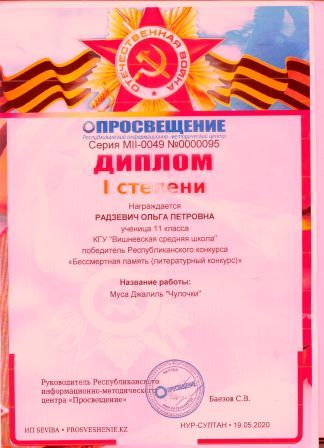 ОТЕЧЕСТВЕННАЯ ВОЙНА
ПРОСВЕЩЕНИЕ
Республиканский информационно-методический центр
Серия MII-0049 №0000095
ДИПЛОМ
I степени
Награждается
РАДЗЕВИЧ ОЛЬГА ПЕТРОВНА
ученица 11 класса
КГУ "Вишневская средняя школа"
победитель Республиканского конкурса
«Бессмертная память (литературный конкурс)»
Название работы:
Муса Джалиль "Чулочки"
Руководитель Республиканского
информационно-методического
центра «Просвещение»
ПРОСВЕЩЕНИЕ
Баезов С.В.
ИП SEVIBA • PROSVESHENIE.KZ
НУР-СУЛТАН • 19.05.2020